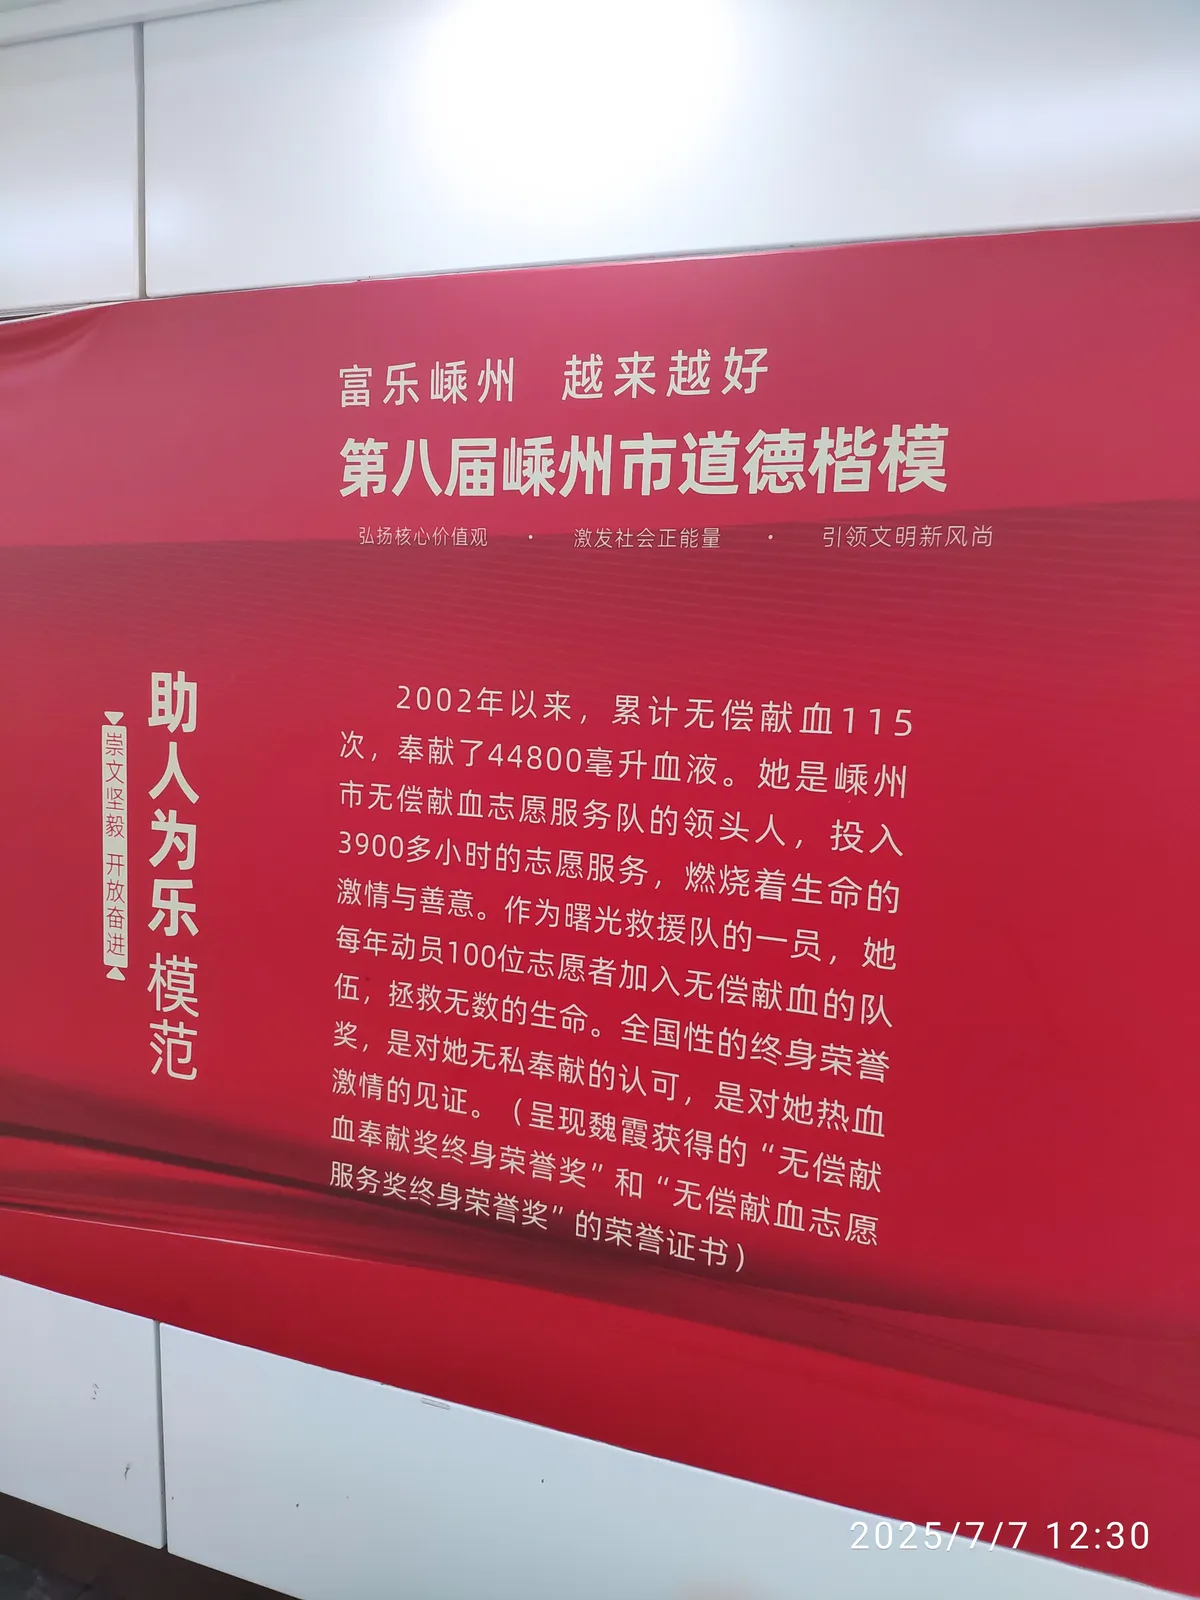 富乐嵊州 越来越好
第八届嵊州市道德楷模
弘扬核心价值观 · 激发社会正能量 · 引领文明新风尚
助人为乐 模范
崇文坚毅 开放奋进
2002年以来，累计无偿献血115
次，奉献了44800毫升血液。她是嵊州
市无偿献血志愿服务队的领头人，投入
3900多小时的志愿服务，燃烧着生命的
激情与善意。作为曙光救援队的一员，她
每年动员100位志愿者加入无偿献血的队
伍，拯救无数的生命。全国性的终身荣誉
奖，是对她无私奉献的认可，是对她热血
激情的见证。（呈现魏霞获得的“无偿献
血奉献奖终身荣誉奖”和“无偿献血志愿
服务奖终身荣誉奖”的荣誉证书）
2025/7/7 12:30